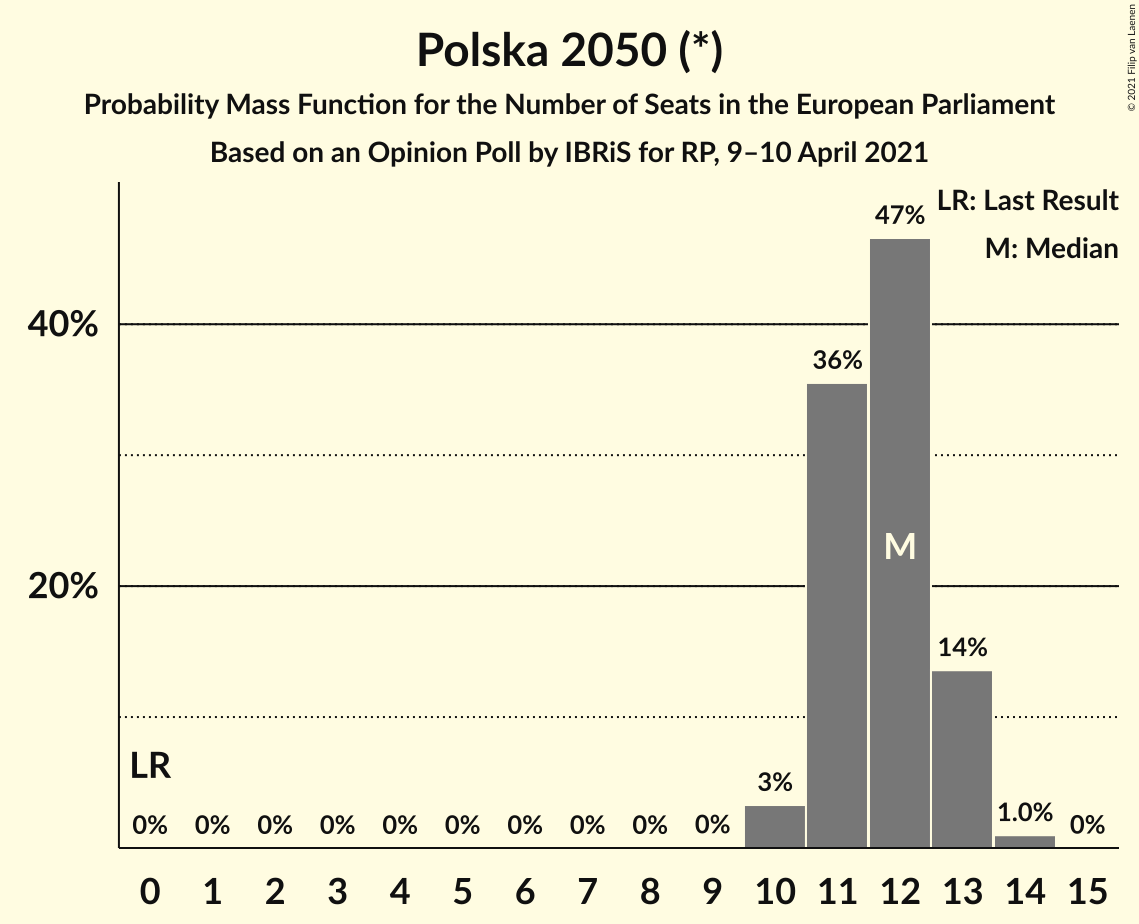 Polska 2050 (*)
Probability Mass Function for the Number of Seats in the European Parliament
Based on an Opinion Poll by IBRiS for RP, 9–10 April 2021
© 2021 Filip van Laenen
LR: Last Result
M: Median
47%
40%
36%
M
20%
14%
LR
3%
1.0%
0% 0% 0% 0% 0% 0% 0% 0% 0% 0% 0%
0 1 2 3 4 5 6 7 8 9 10 11 12 13 14 15